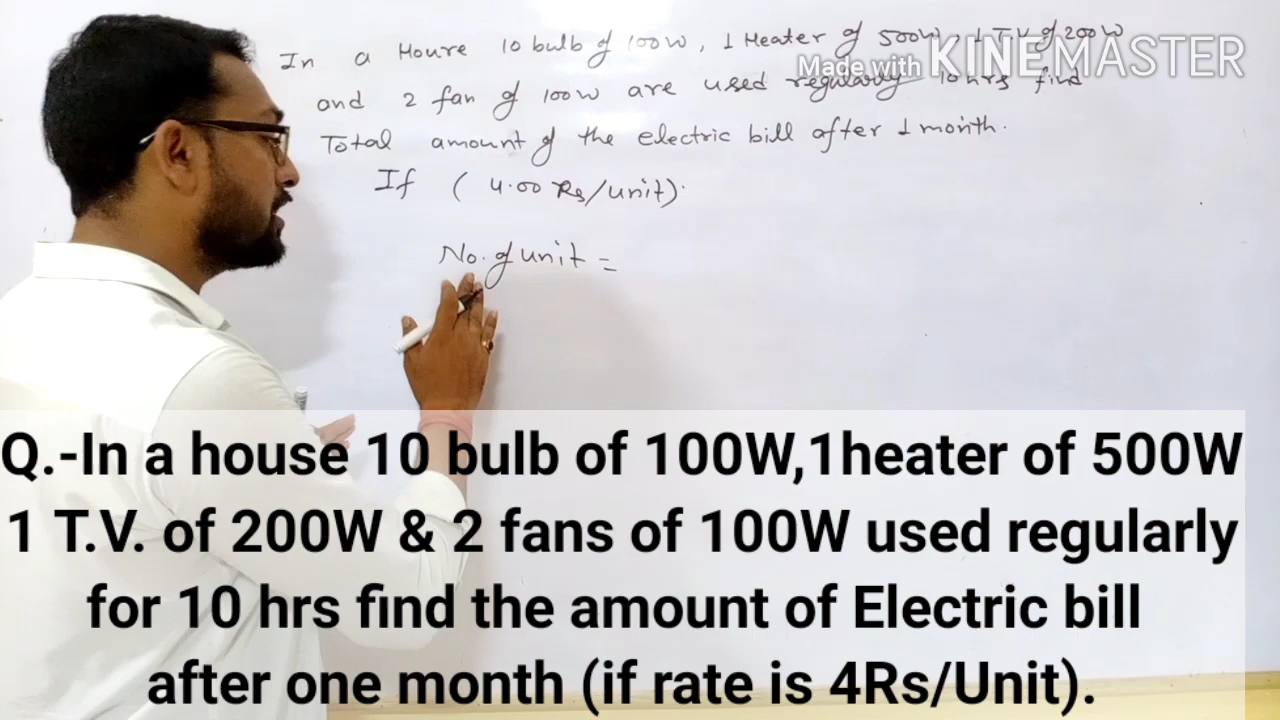 In a Houre 10 bulb of 100W, 1 Heater of 500W, 1 T.V of 200W
Made with KINEMASTER
and 2 fan of 100W are used regularly 10 hrs find
Total amount of the electric bill after 1 month.
If (4.00 Rs/unit).
No. of unit =
Q.-In a house 10 bulb of 100W,1heater of 500W
1 T.V. of 200W & 2 fans of 100W used regularly
for 10 hrs find the amount of Electric bill
after one month (if rate is 4Rs/Unit).